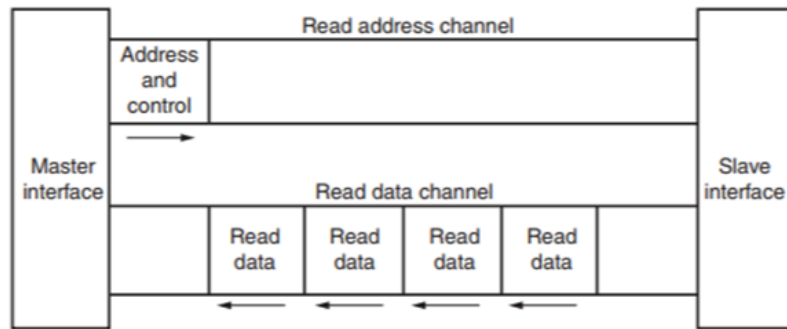 Read address channel
Address
and
control
Master
interface
Slave
interface
Read data channel
Read
data
Read
data
Read
data
Read
data